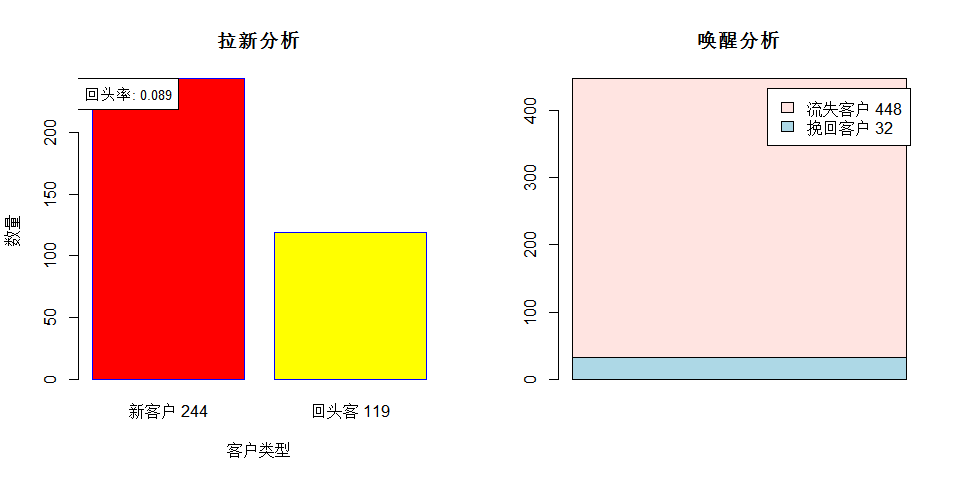 拉新分析
回头率: 0.089
数量
0
50
100
150
200
新客户 244
回头客 119
客户类型
唤醒分析
流失客户 448
挽回客户 32
0
100
200
300
400